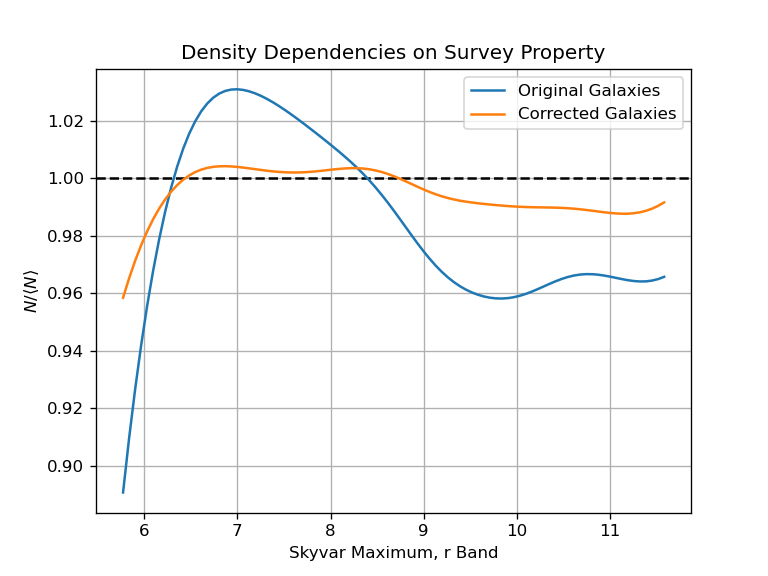 Density Dependencies on Survey Property
Original Galaxies
Corrected Galaxies
1.02
1.00
0.98
0.96
0.94
0.92
0.90
N/⟨N⟩
6 7 8 9 10 11
Skyvar Maximum, r Band